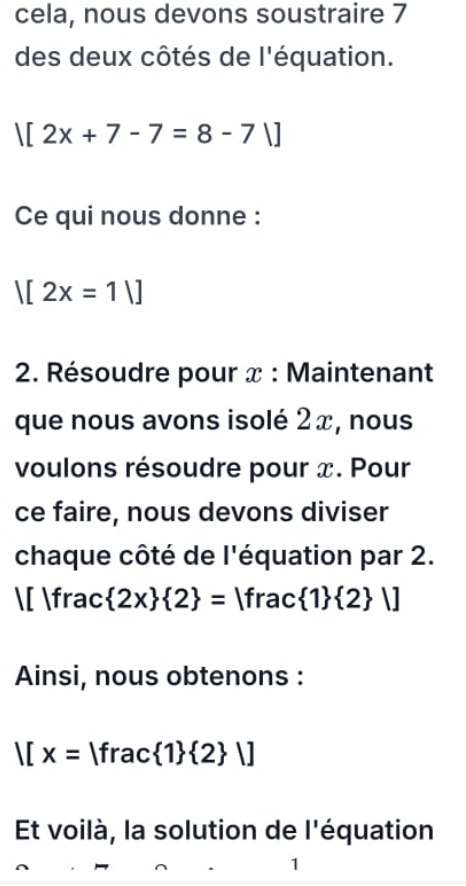 cela, nous devons soustraire 7
des deux côtés de l'équation.
\[ 2x + 7 - 7 = 8 - 7 \]
Ce qui nous donne :
\[ 2x = 1 \]
2. Résoudre pour x : Maintenant
que nous avons isolé 2x, nous
voulons résoudre pour x. Pour
ce faire, nous devons diviser
chaque côté de l'équation par 2.
\[ \frac{2x}{2} = \frac{1}{2} \]
Ainsi, nous obtenons :
\[ x = \frac{1}{2} \]
Et voilà, la solution de l'équation